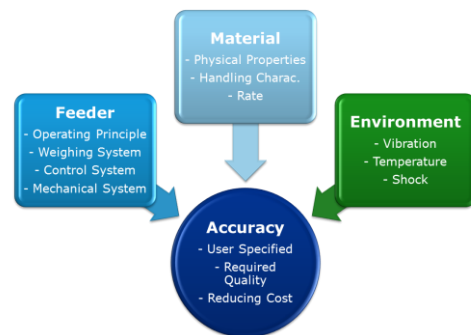 Material
- Physical Properties
- Handling Charac.
- Rate
Feeder
- Operating Principle
- Weighing System
- Control System
- Mechanical System
Environment
- Vibration
- Temperature
- Shock
Accuracy
- User Specified
- Required
Quality
- Reducing Cost